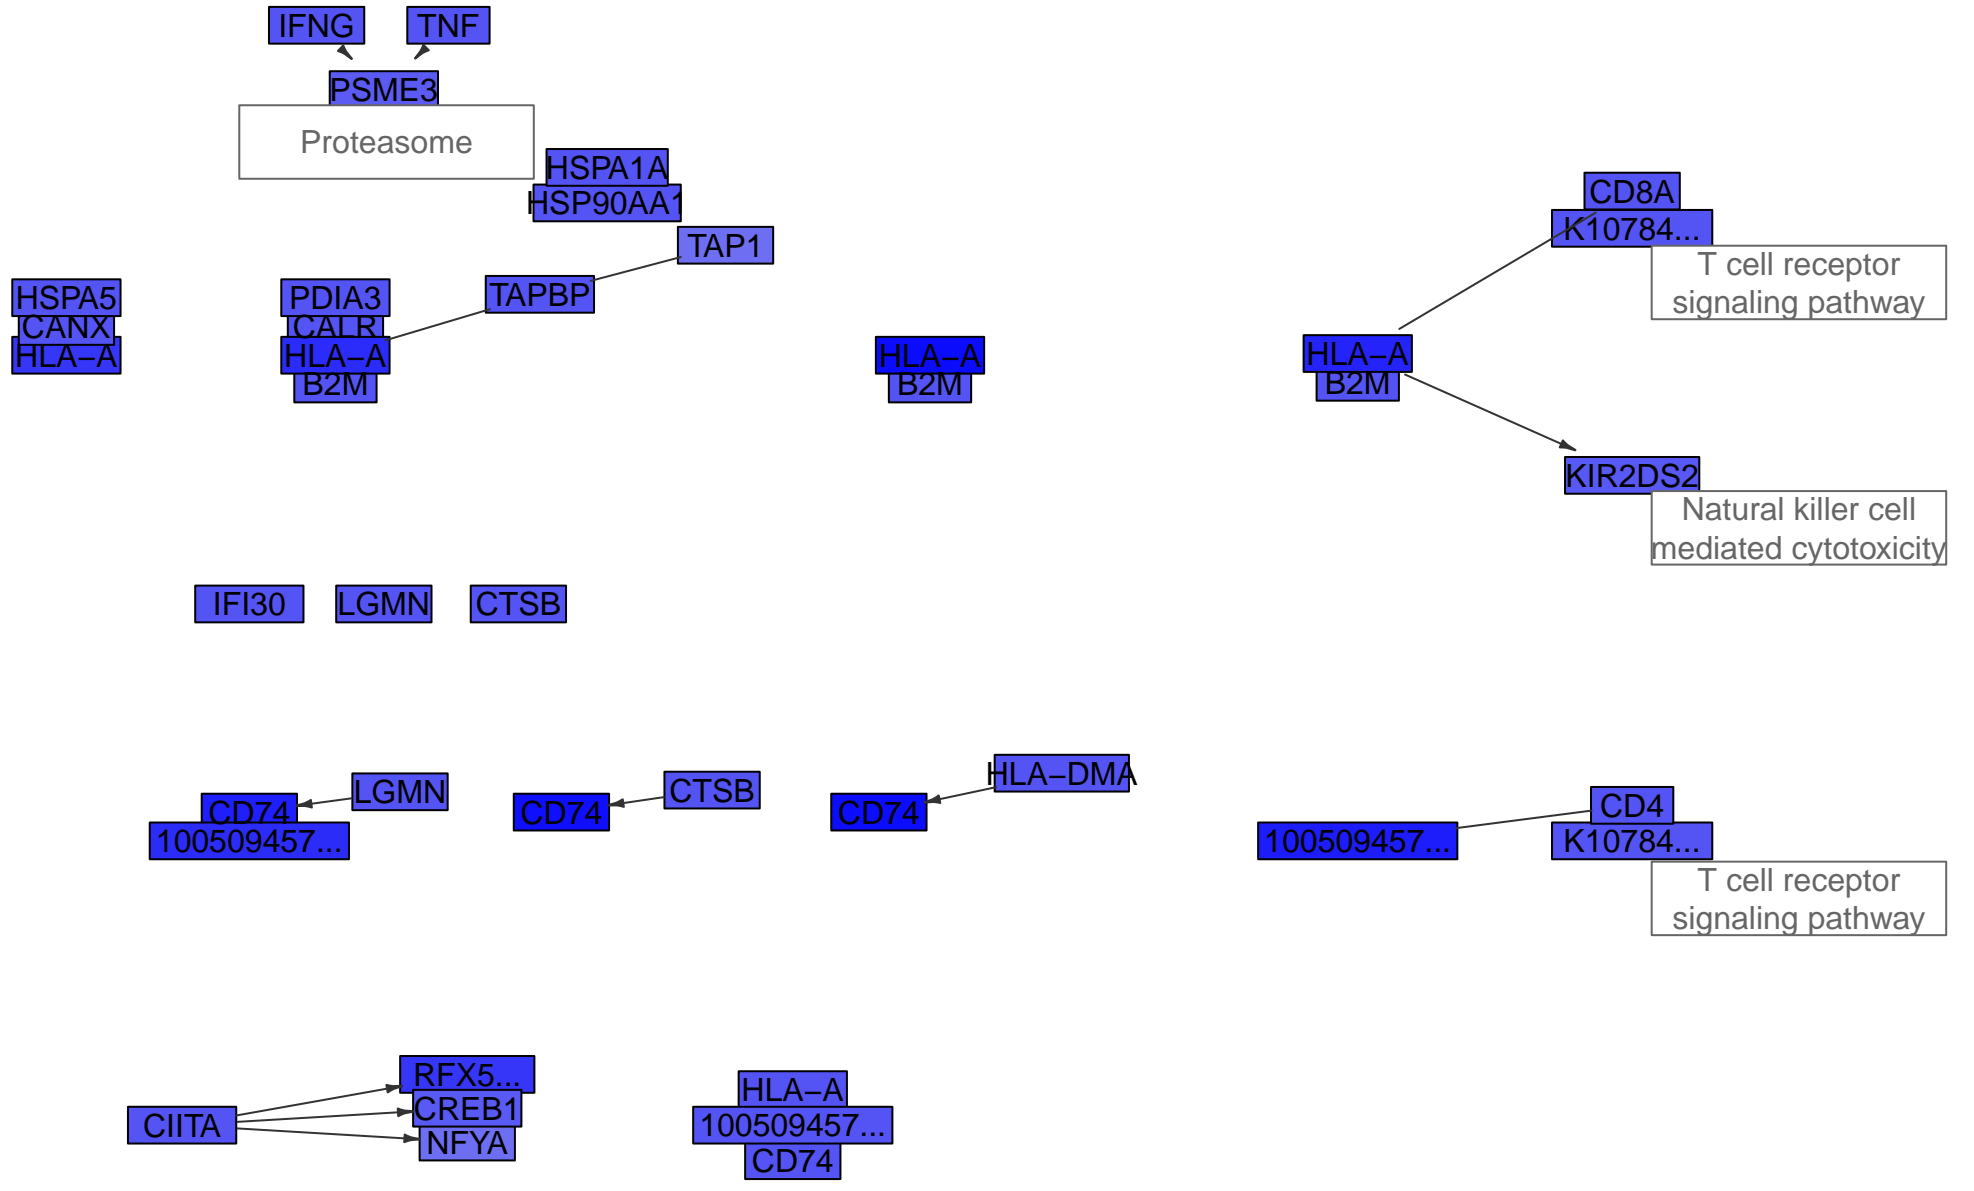 IFNG
TNF
PSME3
Proteasome
HSPA1A
HSP90AA1
TAP1
TAPBP
CD8A
K10784...
T cell receptor
signaling pathway
HSPA5
CANX
HLA−A
PDIA3
CALR
HLA−A
B2M
HLA−A
B2M
HLA−A
B2M
KIR2DS2
Natural killer cell
mediated cytotoxicity
IFI30
LGMN
CTSB
CD74
100509457...
LGMN
CD74
CTSB
CD74
HLA−DMA
100509457...
CD4
K10784...
T cell receptor
signaling pathway
CIITA
RFX5...
CREB1
NFYA
HLA−A
100509457...
CD74